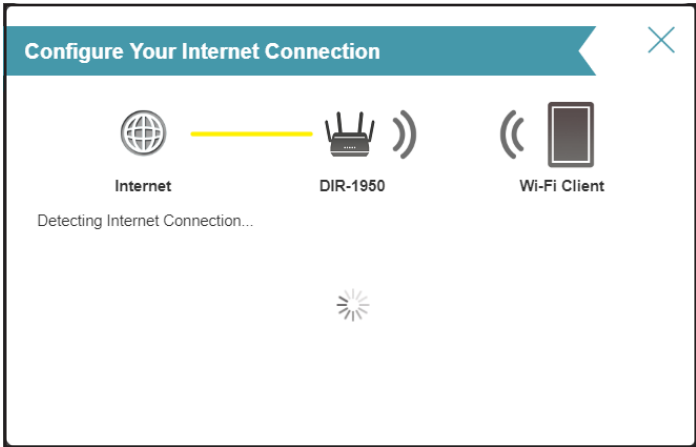 Configure Your Internet Connection
Internet
DIR-1950
Wi-Fi Client
Detecting Internet Connection...